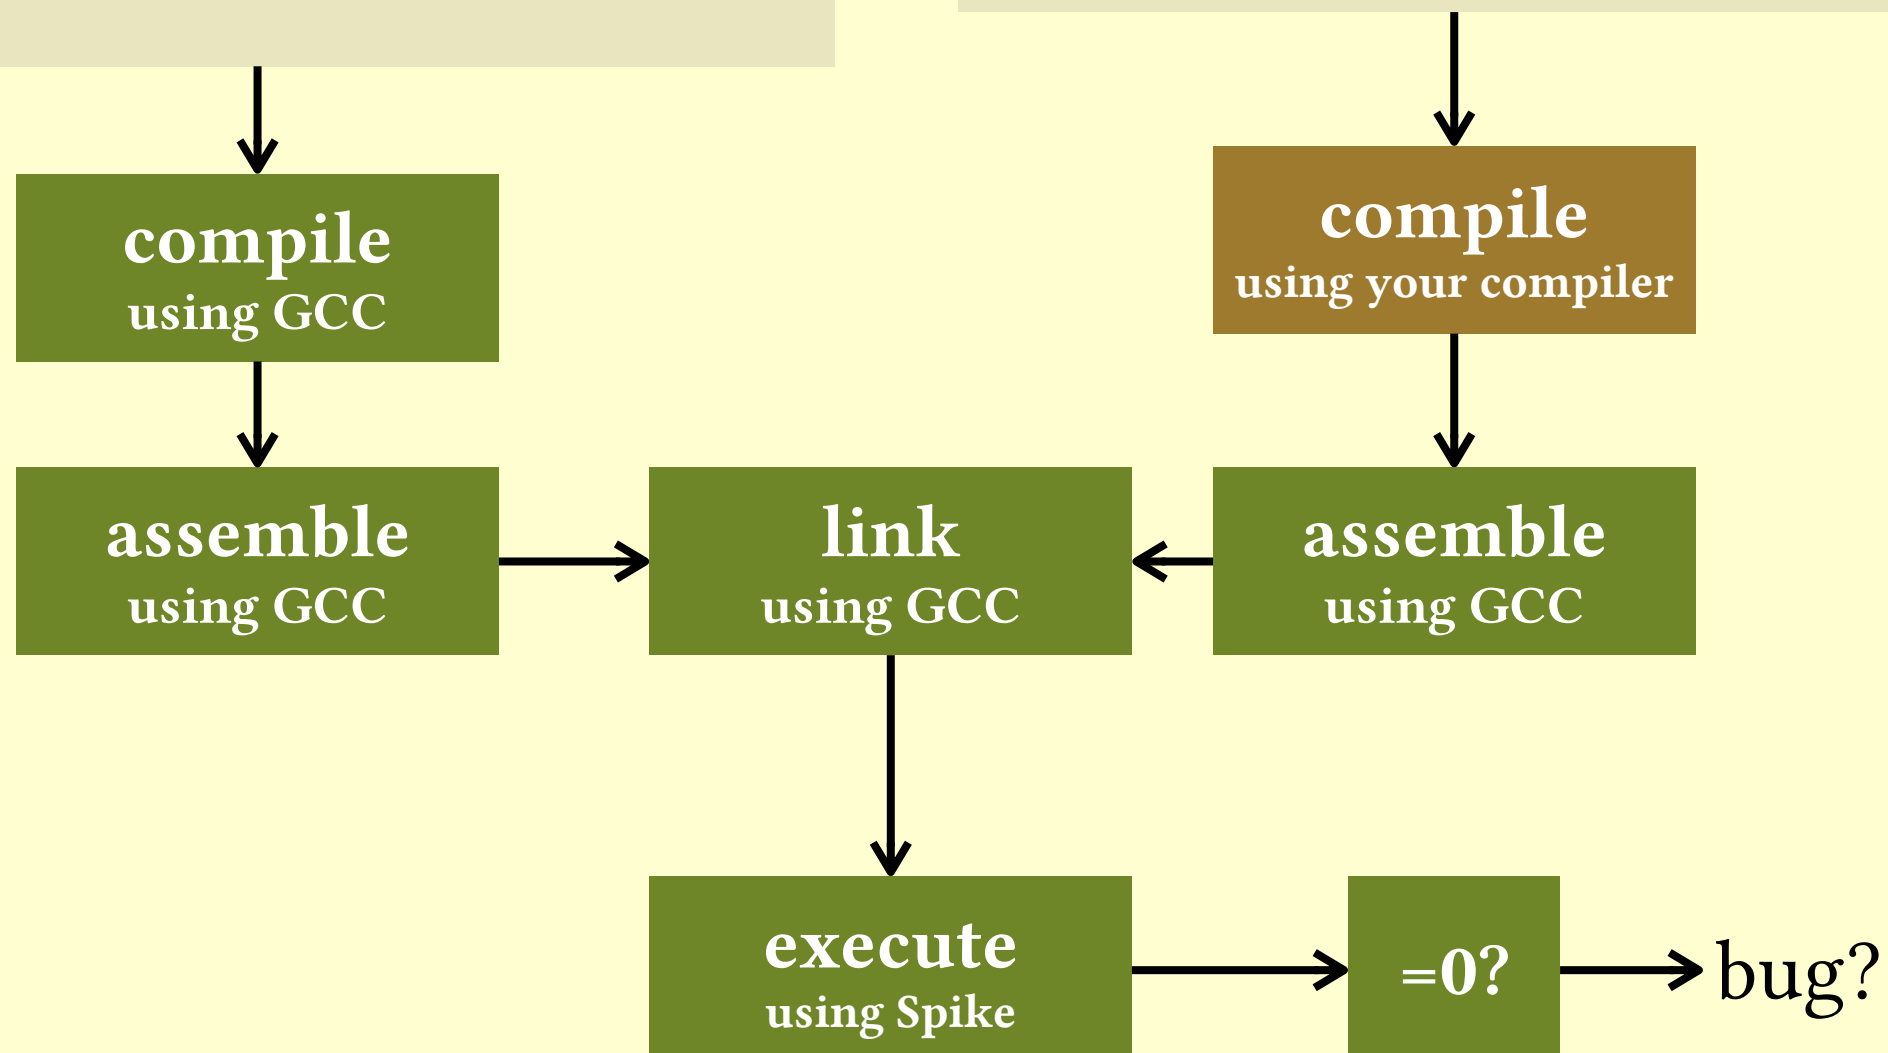 compile
using GCC
compile
using your compiler
assemble
using GCC
link
using GCC
assemble
using GCC
execute
using Spike
=0?
bug?